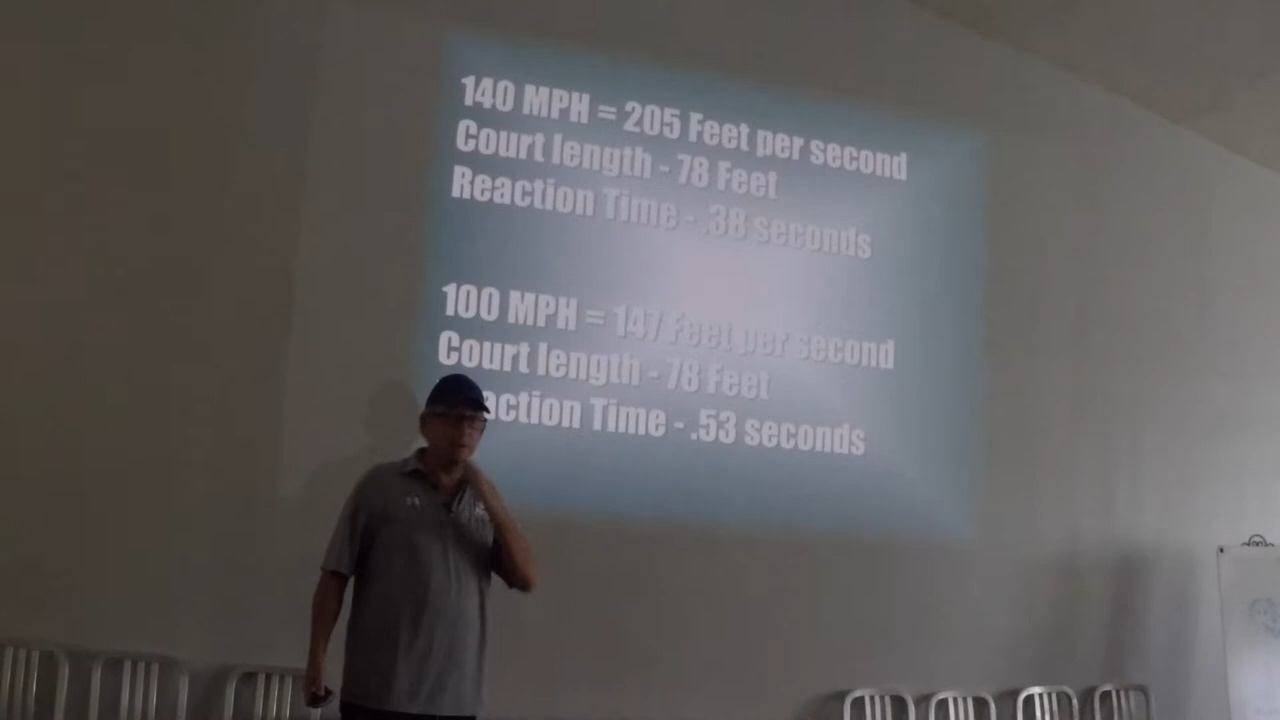 140 MPH = 205 Feet per second
Court length - 78 Feet
Reaction Time - .38 seconds
100 MPH = 147 Feet per second
Court length - 78 Feet
action Time - .53 seconds